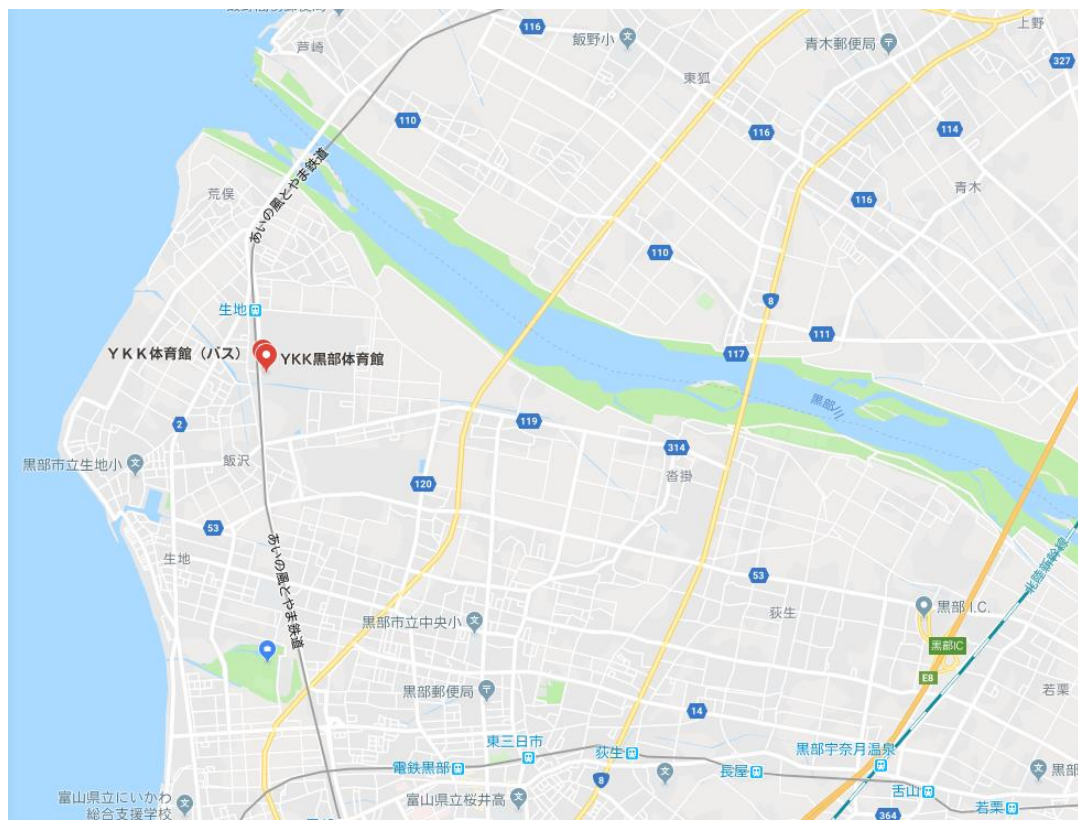 116
飯野小
上野
青木郵便局
芦崎
327
東狐
110
116
114
荒俣
116
青木
あいの風とやま鉄道
110
8
生地
111
YKK体育館（バス）
YKK黒部体育館
117
黒部川
2
119
314
黒部市立生地小
飯沢
沓掛
120
53
生地
あいの風とやま鉄道
北陸新幹線
53
荻生
黒部 I.C.
黒部市立中央小
黒部IC
E8
黒部郵便局
若栗
14
東三日市
荻生
黒部宇奈月温泉
電鉄黒部
長屋
黒部
8
舌山
富山県立にいかわ
総合支援学校
富山県立桜井高
若栗
364